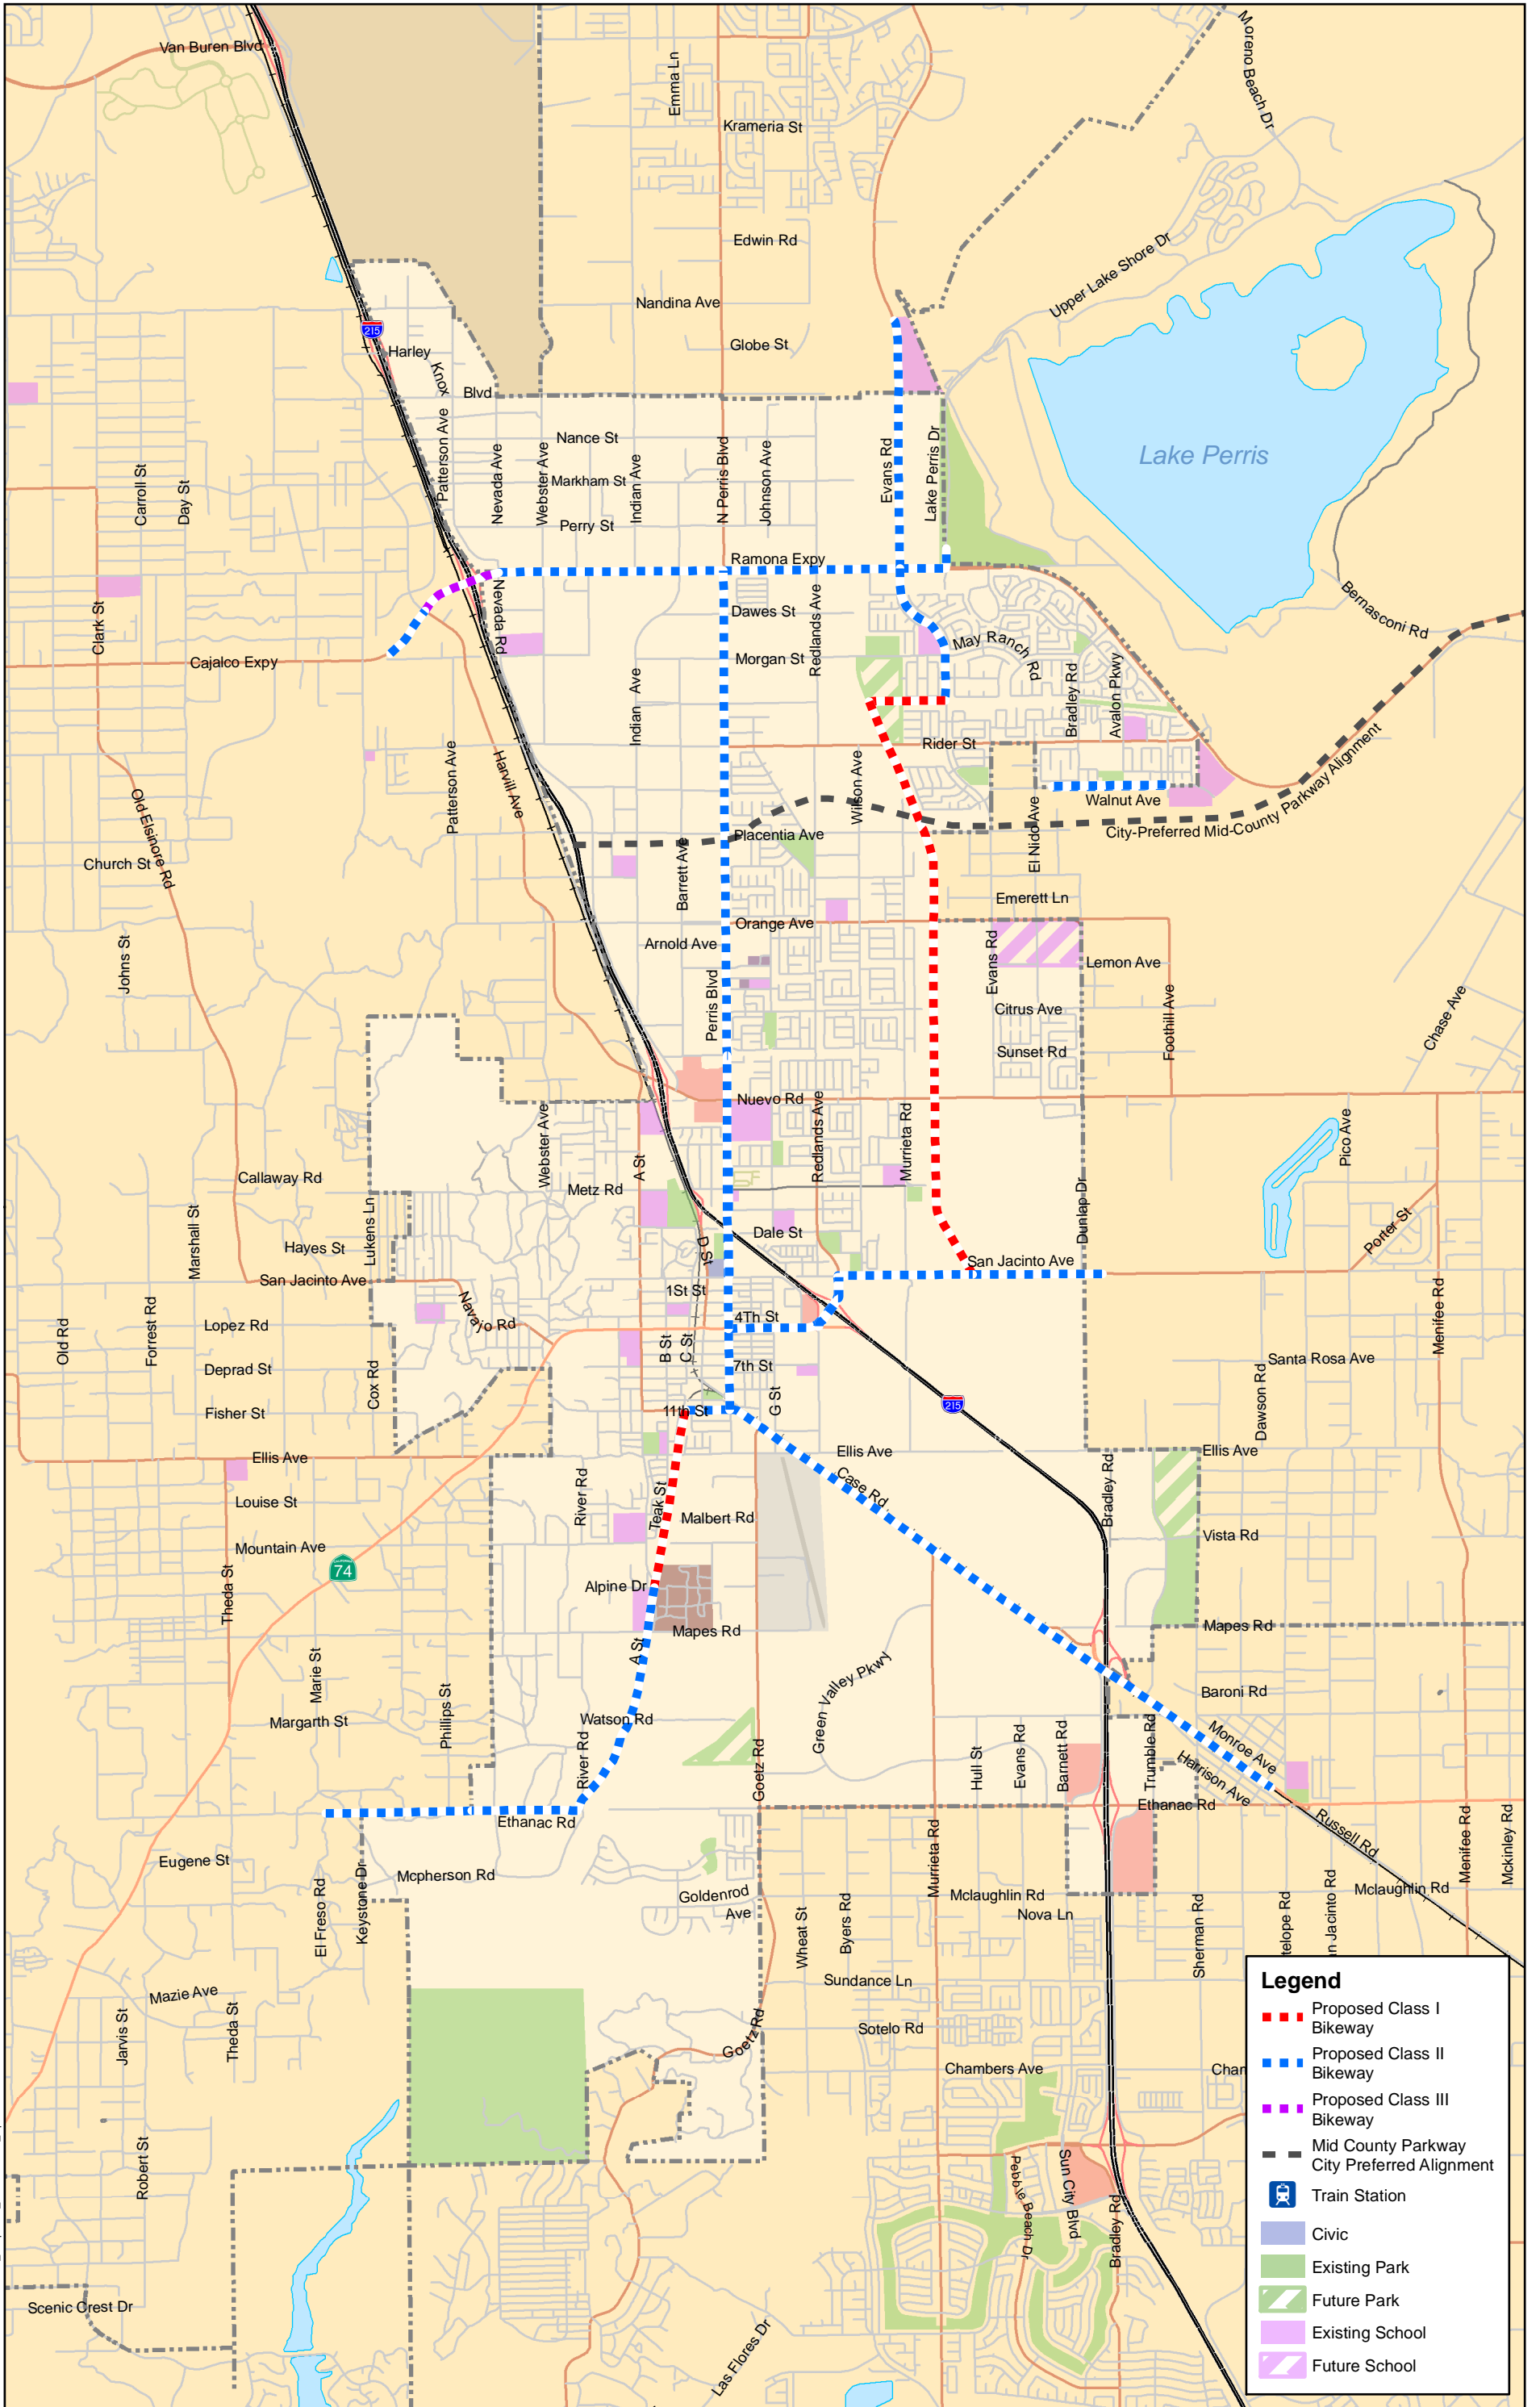 Van Buren Blvd
Emma Ln
Moreno Beach Dr
Krameria St
Edwin Rd
Upper Lake Shore Dr
Nandina Ave
215
Globe St
Harley
Knox
Blvd
Lake Perris
Patterson Ave
Nance St
Carroll St
Day St
Nevada Ave
Webster Ave
Markham St
Indian Ave
N Perris Blvd
Johnson Ave
Evans Rd
Lake Perris Dr
Perry St
Ramona Expy
Bernasconi Rd
Clark St
Nevada Rd
Dawes St
Redlands Ave
May Ranch Rd
Cajalco Expy
Morgan St
Indian Ave
Bradley Rd
Avalon Pkwy
Rider St
Patterson Ave
Harvill Ave
Wilson Ave
Old Elsinore Rd
Walnut Ave
City-Preferred Mid-County Parkway Alignment
Placentia Ave
El Nido Ave
Church St
Barrett Ave
Emerett Ln
Orange Ave
Arnold Ave
Johns St
Evans Rd
Lemon Ave
Perris Blvd
Citrus Ave
Foothill Ave
Chase Ave
Sunset Rd
Nuevo Rd
Webster Ave
Redlands Ave
Murrieta Rd
Pico Ave
A St
Callaway Rd
Metz Rd
Marshall St
Lukens Ln
Dunlap Dr
Porter St
Hayes St
D St
Dale St
San Jacinto Ave
San Jacinto Ave
1St St
Navajo Rd
4Th St
Old Rd
Forrest Rd
Lopez Rd
B St
C St
Menifee Rd
Deprad St
Cox Rd
7th St
Santa Rosa Ave
Fisher St
11th St
G St
215
Dawson Rd
Ellis Ave
Ellis Ave
Ellis Ave
Case Rd
Louise St
River Rd
Teak St
Malbert Rd
Bradley Rd
Vista Rd
Mountain Ave
74
Theda St
Alpine Dr
Mapes Rd
Mapes Rd
A St
Marie St
Phillips St
Green Valley Pkwy
Baroni Rd
Margarth St
Watson Rd
River Rd
Goetz Rd
Hull St
Evans Rd
Barnett Rd
Trumble Rd
Monroe Ave
Harrison Ave
Ethanac Rd
Ethanac Rd
Russell Rd
Eugene St
Mcpherson Rd
Murrieta Rd
Menifee Rd
Mckinley Rd
El Freso Rd
Keystone Dr
Goldenrod
Ave
Mclaughlin Rd
Mclaughlin Rd
Nova Ln
Wheat St
Byers Rd
Sherman Rd
telope Rd
n Jacinto Rd
Mazie Ave
Sundance Ln
Jarvis St
Theda St
Goetz Rd
Sotelo Rd
Chambers Ave
Cham
Robert St
Pebble Beach Dr
Sun City Blvd
Bradley Rd
Scenic Crest Dr
Las Flores Dr
Legend
Proposed Class I
Bikeway
Proposed Class II
Bikeway
Proposed Class III
Bikeway
Mid County Parkway
City Preferred Alignment
Train Station
Civic
Existing Park
Future Park
Existing School
Future School